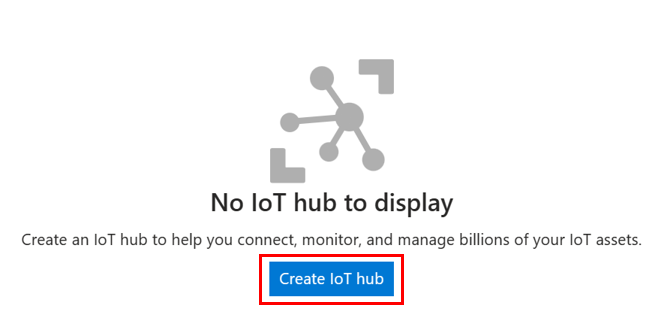 No IoT hub to display
Create an IoT hub to help you connect, monitor, and manage billions of your IoT assets.
Create IoT hub